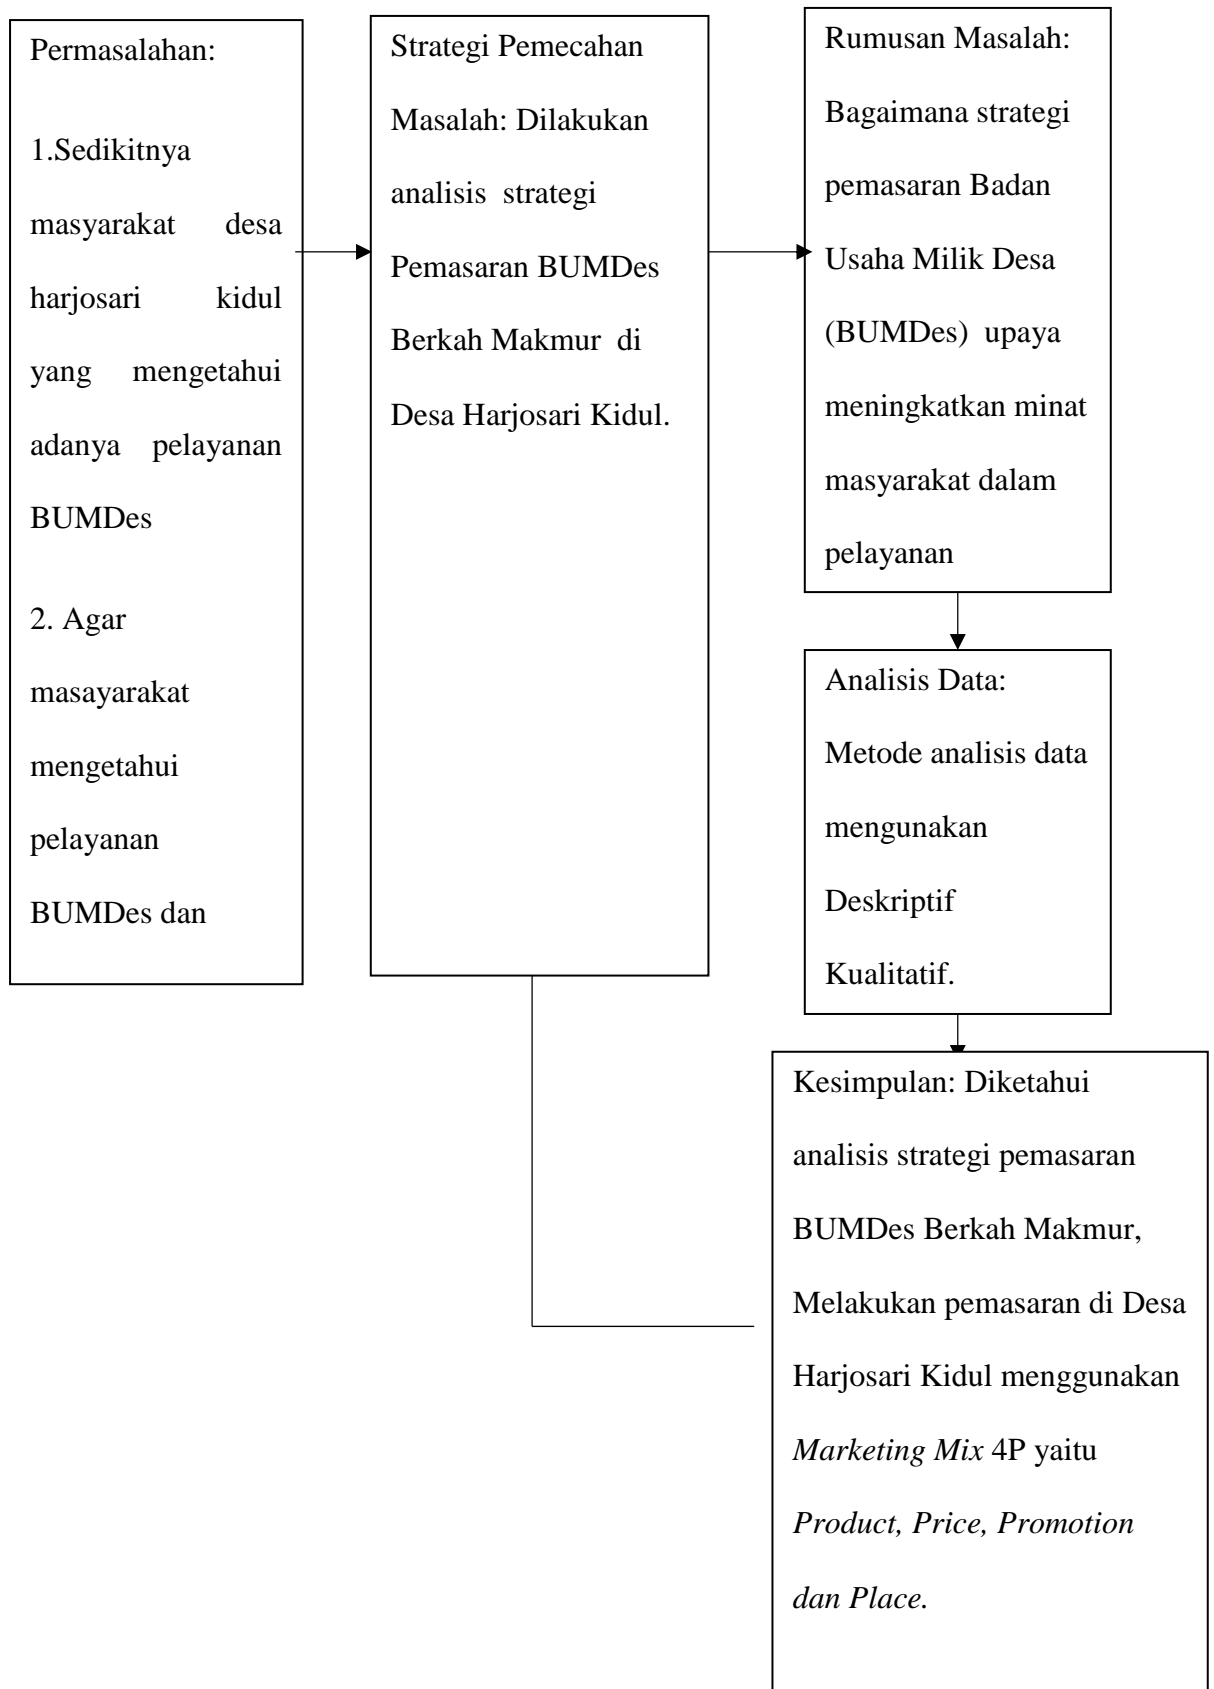 Permasalahan:
1.Sedikitnya
masyarakat desa
harjosari kidul
yang mengetahui
adanya pelayanan
BUMDes
2. Agar
masayarakat
mengetahui
pelayanan
BUMDes dan
Strategi Pemecahan
Masalah: Dilakukan
analisis strategi
Pemasaran BUMDes
Berkah Makmur di
Desa Harjosari Kidul.
Rumusan Masalah:
Bagaimana strategi
pemasaran Badan
Usaha Milik Desa
(BUMDes) upaya
meningkatkan minat
masyarakat dalam
pelayanan
Analisis Data:
Metode analisis data
mengunakan
Deskriptif
Kualitatif.
Kesimpulan: Diketahui
analisis strategi pemasaran
BUMDes Berkah Makmur,
Melakukan pemasaran di Desa
Harjosari Kidul menggunakan
Marketing Mix 4P yaitu
Product, Price, Promotion
dan Place.